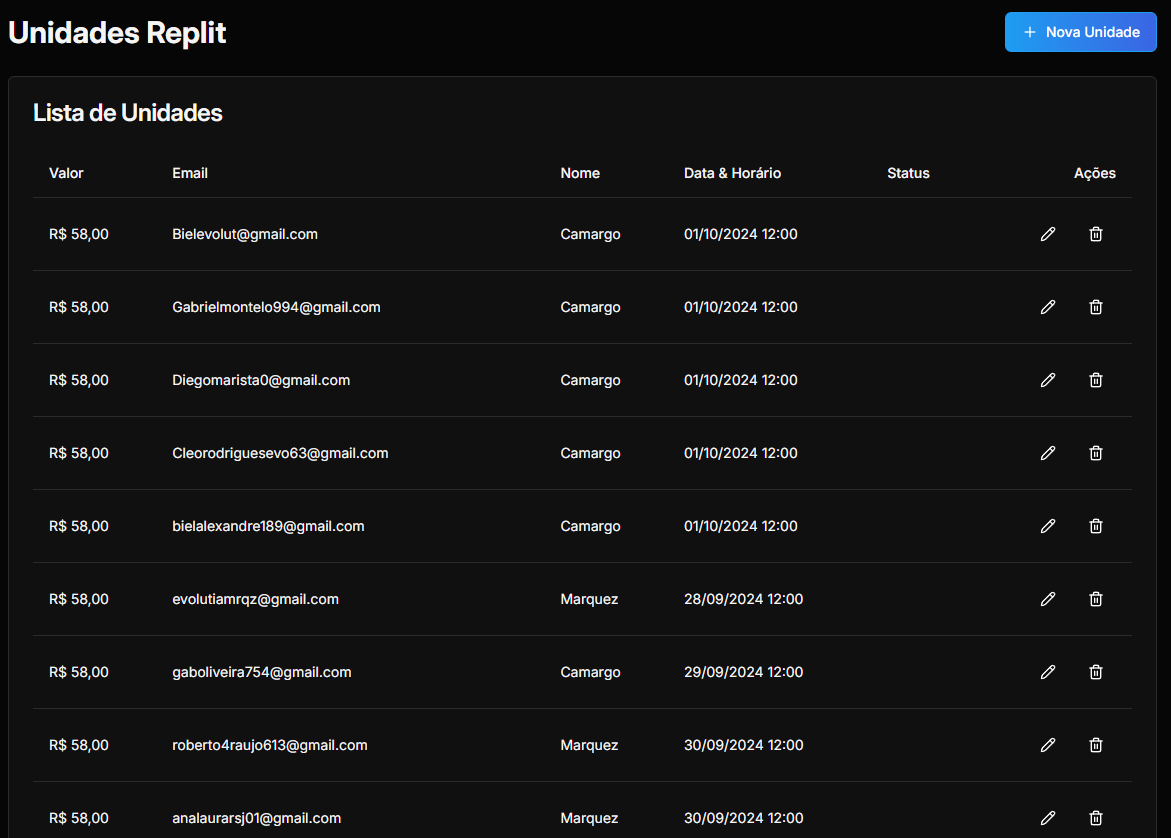 Unidades Replit
+ Nova Unidade
Lista de Unidades
Valor Email Nome Data & Horário Status Ações
R$ 58,00 Bielevolut@gmail.com Camargo 01/10/2024 12:00
R$ 58,00 Gabrielmontelo994@gmail.com Camargo 01/10/2024 12:00
R$ 58,00 Diegomarista0@gmail.com Camargo 01/10/2024 12:00
R$ 58,00 Cleorodriguesevo63@gmail.com Camargo 01/10/2024 12:00
R$ 58,00 bielalexandre189@gmail.com Camargo 01/10/2024 12:00
R$ 58,00 evolutiamrqz@gmail.com Marquez 28/09/2024 12:00
R$ 58,00 gaboliveira754@gmail.com Camargo 29/09/2024 12:00
R$ 58,00 roberto4raujo613@gmail.com Marquez 30/09/2024 12:00
R$ 58,00 analaurarsj01@gmail.com Marquez 30/09/2024 12:00